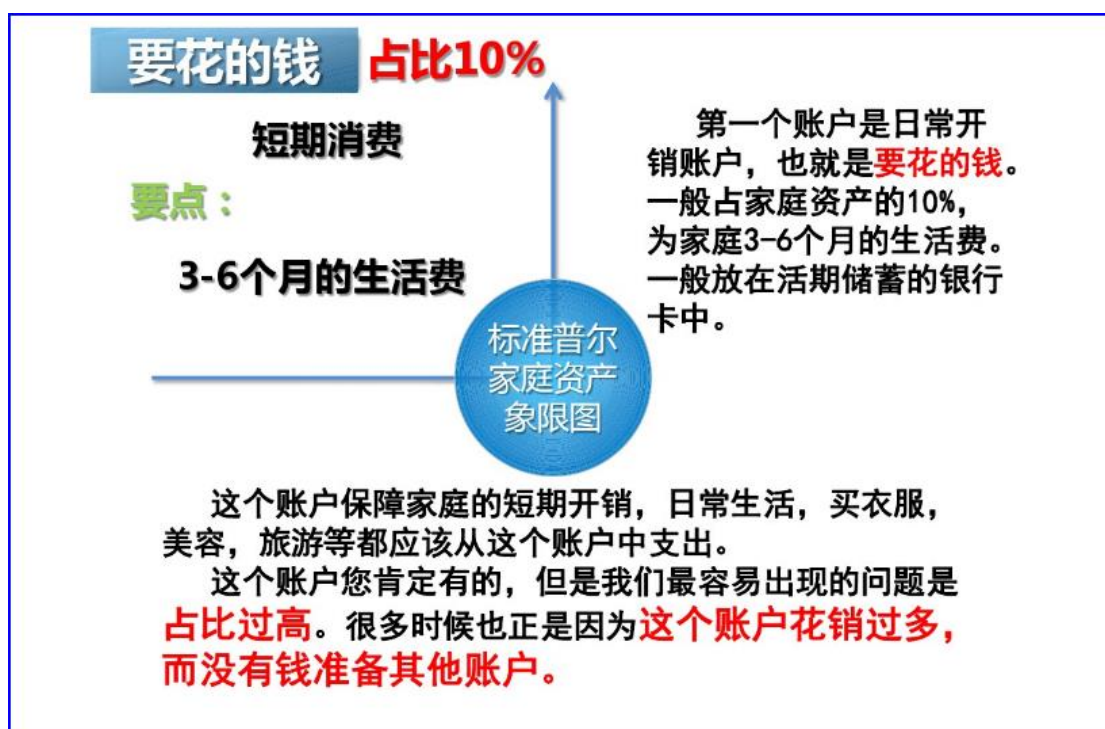 要花的钱 占比10%
短期消费
要点：
3-6个月的生活费
第一个账户是日常开
销账户，也就是要花的钱。
一般占家庭资产的10%，
为家庭3-6个月的生活费。
一般放在活期储蓄的银行
卡中。
标准普尔
家庭资产
象限图
这个账户保障家庭的短期开销，日常生活，买衣服，
美容，旅游等都应该从这个账户中支出。
这个账户您肯定有的，但是我们最容易出现的问题是
占比过高。很多时候也正是因为这个账户花销过多，
而没有钱准备其他账户。